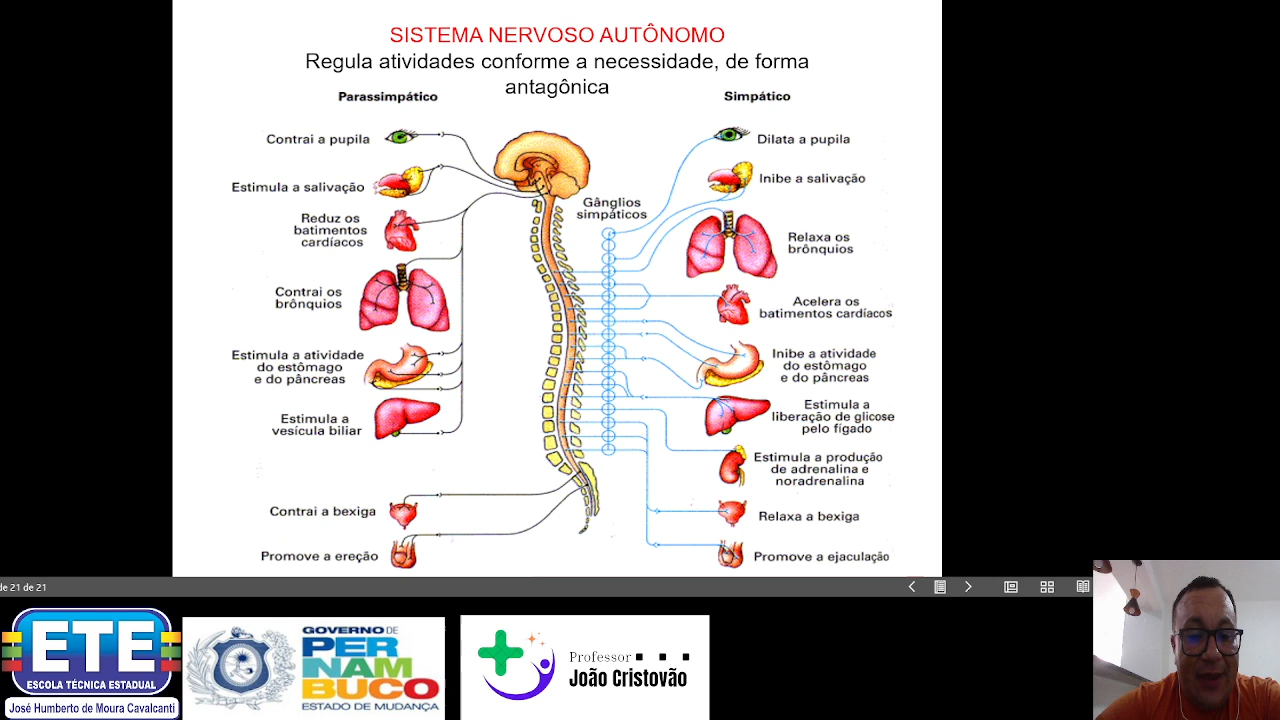 SISTEMA NERVOSO AUTÔNOMO
Regula atividades conforme a necessidade, de forma
antagônica
Parassimpático
Contrai a pupila
Estimula a salivação
Reduz os
batimentos
cardíacos
Contrai os
brônquios
Estimula a atividade
do estômago
e do pâncreas
Estimula a
vesícula biliar
Contrai a bexiga
Promove a ereção
Gânglios
simpáticos
Simpático
Dilata a pupila
Inibe a salivação
Relaxa os
brônquios
Acelera os
batimentos cardíacos
Inibe a atividade
do estômago
e do pâncreas
Estimula a
liberação de glicose
pelo fígado
Estimula a produção
de adrenalina e
noradrenalina
Relaxa a bexiga
Promove a ejaculação
de 21 de 21
ETE
ESCOLA TÉCNICA ESTADUAL
José Humberto de Moura Cavalcanti
GOVERNO DE
PER
NAM
BUCO
ESTADO DE MUDANÇA
Professor
João Cristovão